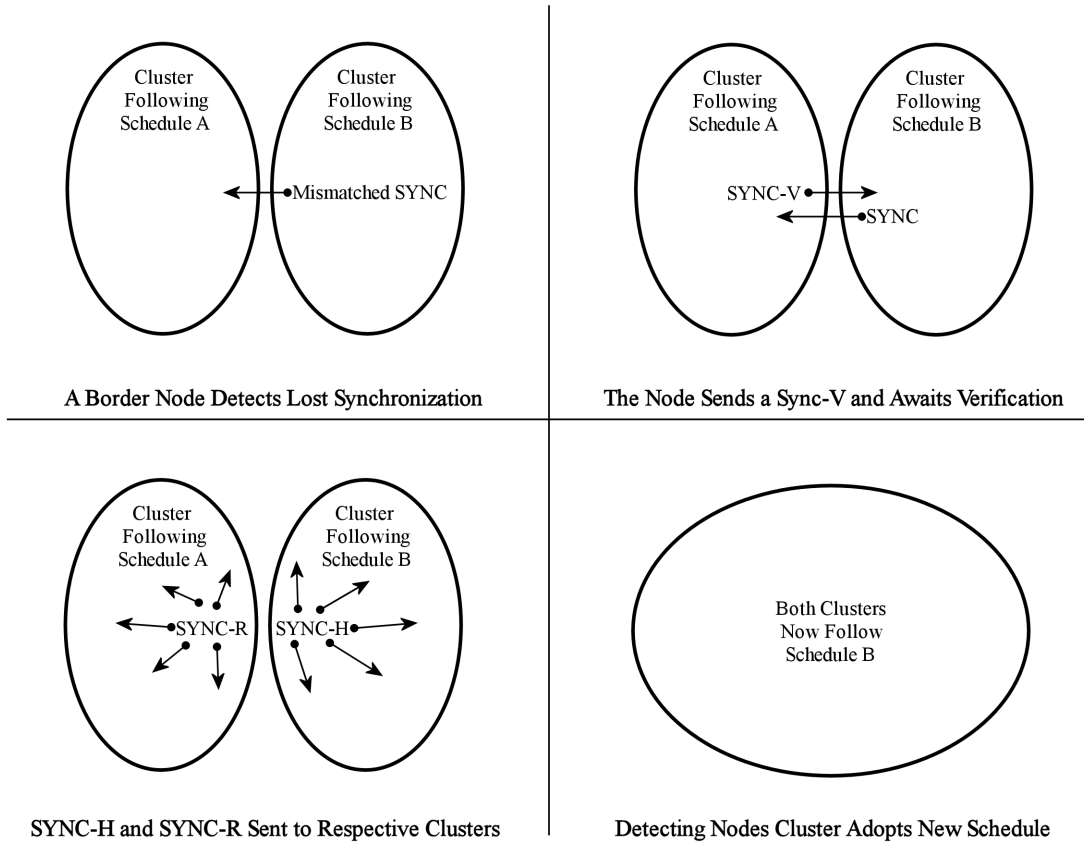 Cluster
Following
Schedule A
Cluster
Following
Schedule B
Mismatched SYNC
A Border Node Detects Lost Synchronization
Cluster
Following
Schedule A
Cluster
Following
Schedule B
SYNC-V
SYNC
The Node Sends a Sync-V and Awaits Verification
Cluster
Following
Schedule A
Cluster
Following
Schedule B
SYNC-R
SYNC-H
SYNC-H and SYNC-R Sent to Respective Clusters
Both Clusters
Now Follow
Schedule B
Detecting Nodes Cluster Adopts New Schedule